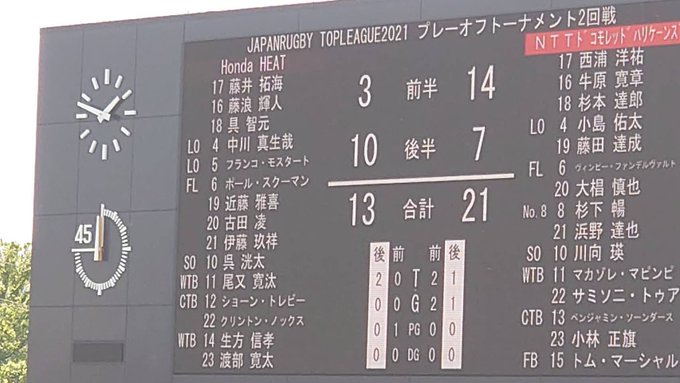 JAPANRUGBY TOPLEAGUE2021 プレーオフトーナメント2回戦
Honda HEAT
17 藤井 拓海
16 藤浪 輝人
18 具 智元
LO 4 中川 真生哉
LO 5 フランコ・モスタート
FL 6 ポール・スクーマン
19 近藤 雅喜
20 古田 凌
21 伊藤 玖祥
SO 10 呉 洸太
WTB 11 尾又 寛汰
CTB 12 ショーン・トレビー
22 クリントン・ノックス
WTB 14 生方 信孝
23 渡部 寛太
3 前半 14
10 後半 7
13 合計 21
後 前 前 後
2 0 T 2 1
0 0 G 2 1
0 1 PG 0 0
0 0 DG 0 0
NTTドコモレッドハリケーンズ
17 西浦 洋祐
16 牛原 寛章
18 杉本 達郎
LO 4 小島 佑太
19 藤田 達成
FL 6 ヴィンピー・ファンデルヴァルト
20 大椙 慎也
No.8 8 杉下 暢
21 浜野 達也
SO 10 川向 瑛
WTB 11 マカゾレ・マピンピ
22 サミソニ・トゥア
CTB 13 ベンジャミン・ソーンダース
23 小林 正旗
FB 15 トム・マーシャル
45